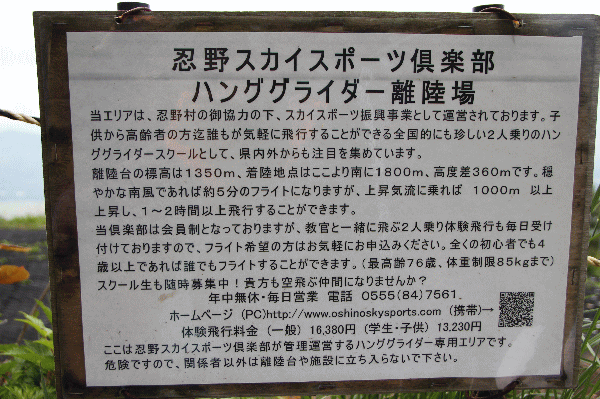 忍野スカイスポーツ倶楽部
ハンググライダー離陸場
当エリアは、忍野村の御協力の下、スカイスポーツ振興事業として運営されております。子
供から高齢者の方迄誰もが気軽に飛行することができる全国的にも珍しい2人乗りのハン
ググライダースクールとして、県内外からも注目を集めています。
離陸台の標高は1350m、着陸地点はここより南に1800m、高度差360mです。穏
やかな南風であれば約5分のフライトになりますが、上昇気流に乗れば 1000m 以上
上昇し、1〜2時間以上飛行することができます。
当倶楽部は会員制となっておりますが、教官と一緒に飛ぶ2人乗り体験飛行も毎日受け
付けておりますので、フライト希望の方はお気軽にお申込みください。全くの初心者でも4
歳以上であれば誰でもフライトすることができます。(最高齢76歳、体重制限85kgまで)
スクール生も随時募集中！貴方も空飛ぶ仲間になりませんか？
年中無休・毎日営業 電話 0555(84)7561
ホームページ (PC)http://www.oshinoskysports.com (携帯)→
体験飛行料金 (一般) 16,380円 (学生・子供) 13,230円
ここは忍野スカイスポーツ倶楽部が管理運営するハンググライダー専用エリアです。
危険ですので、関係者以外は離陸台や施設に立ち入らないで下さい。